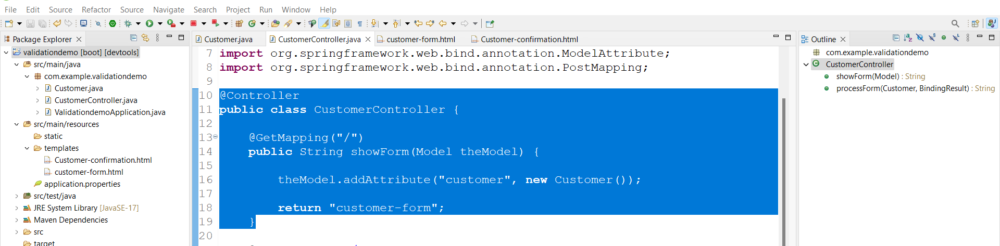 File Edit Source Refactor Source Navigate Search Project Run Window Help
Package Explorer
validationdemo [boot] [devtools]
src/main/java
com.example.validationdemo
Customer.java
CustomerController.java
ValidationdemoApplication.java
src/main/resources
static
templates
Customer-confirmation.html
customer-form.html
application.properties
src/test/java
JRE System Library [JavaSE-17]
Maven Dependencies
src
target
Customer.java CustomerController.java customer-form.html Customer-confirmation.html
7 import org.springframework.web.bind.annotation.ModelAttribute;
8 import org.springframework.web.bind.annotation.PostMapping;
9
10 @Controller
11 public class CustomerController {
12
13 @GetMapping("/")
14 public String showForm(Model theModel) {
15
16 theModel.addAttribute("customer", new Customer());
17
18 return "customer-form";
19 }
20
Outline
com.example.validationdemo
CustomerController
showForm(Model) : String
processForm(Customer, BindingResult) : String